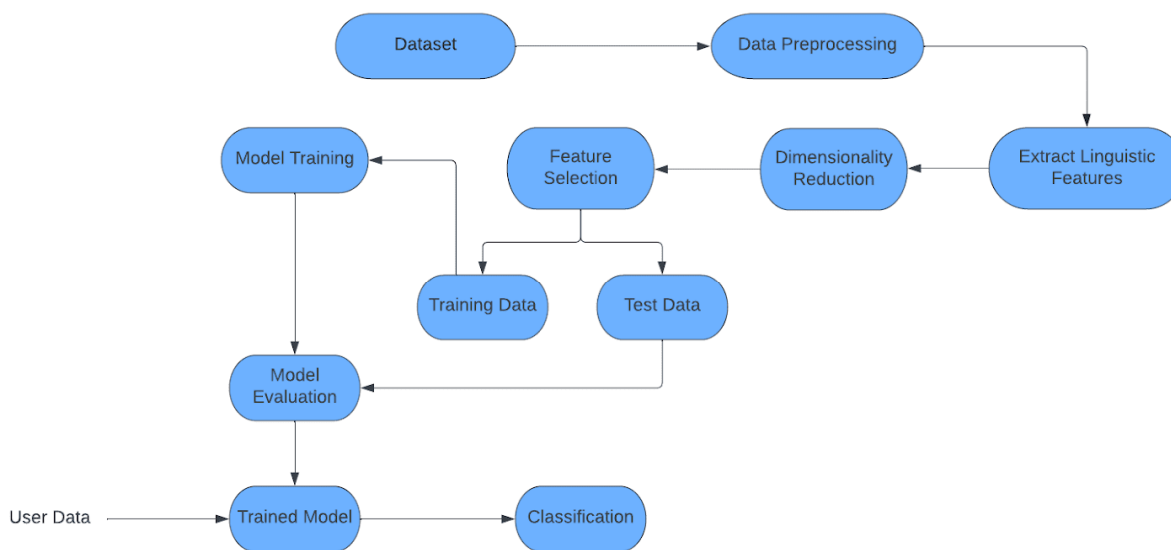 Dataset
Data Preprocessing
Model Training
Feature
Selection
Dimensionality
Reduction
Extract Linguistic
Features
Training Data
Test Data
Model
Evaluation
User Data
Trained Model
Classification